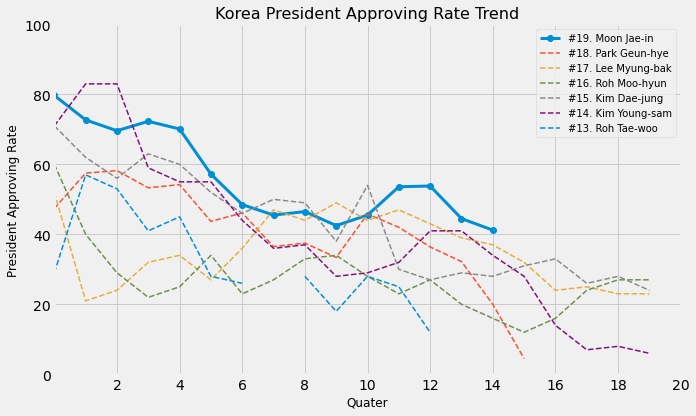 Korea President Approving Rate Trend
#19. Moon Jae-in
#18. Park Geun-hye
#17. Lee Myung-bak
#16. Roh Moo-hyun
#15. Kim Dae-jung
#14. Kim Young-sam
#13. Roh Tae-woo
President Approving Rate
100
80
60
40
20
0
2 4 6 8 10 12 14 16 18 20
Quater